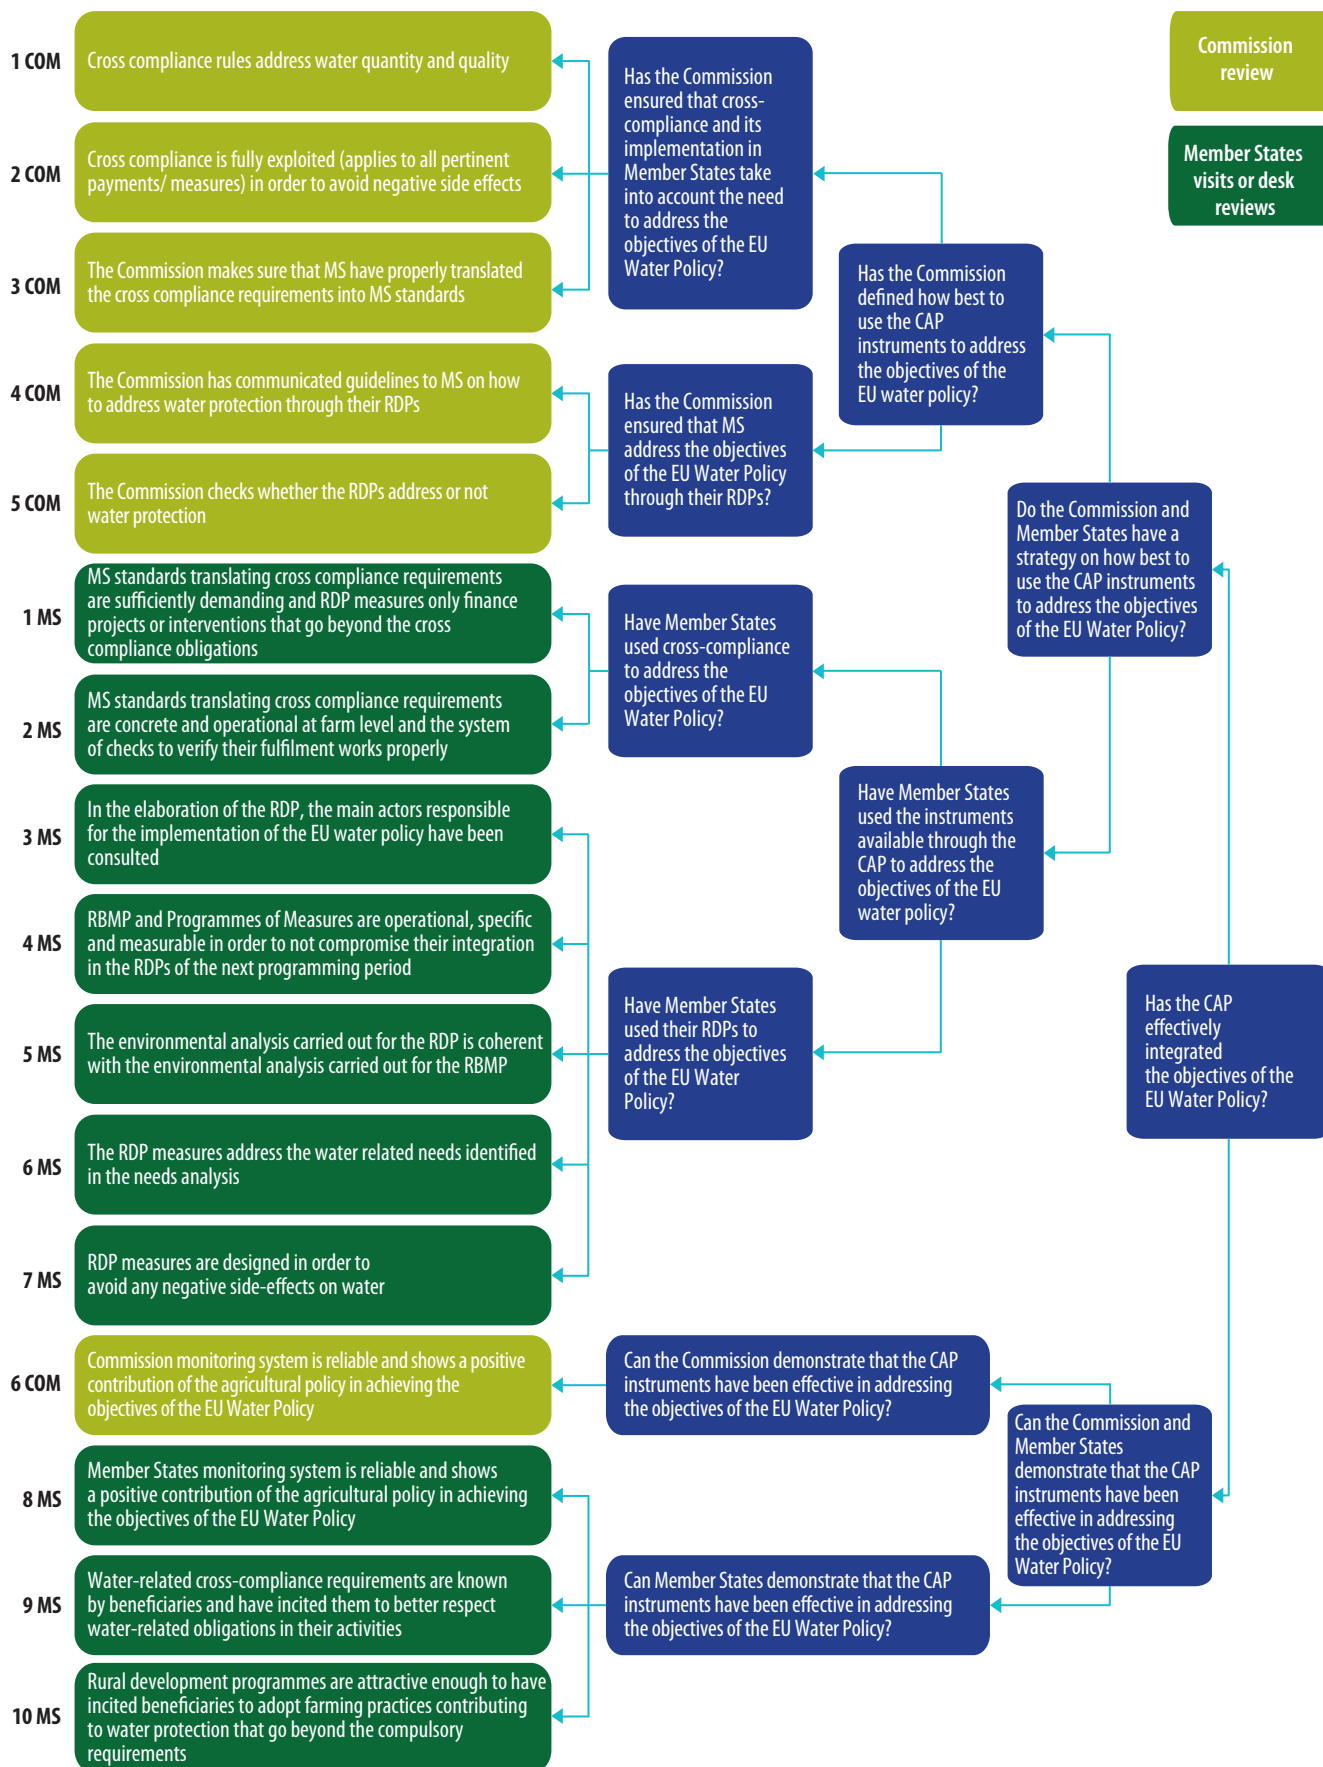 1 COM
Cross compliance rules address water quantity and quality
2 COM
Cross compliance is fully exploited (applies to all pertinent
payments/ measures) in order to avoid negative side effects
3 COM
The Commission makes sure that MS have properly translated
the cross compliance requirements into MS standards
4 COM
The Commission has communicated guidelines to MS on how
to address water protection through their RDPs
5 COM
The Commission checks whether the RDPs address or not
water protection
1 MS
MS standards translating cross compliance requirements
are sufficiently demanding and RDP measures only finance
projects or interventions that go beyond the cross
compliance obligations
2 MS
MS standards translating cross compliance requirements
are concrete and operational at farm level and the system
of checks to verify their fulfilment works properly
3 MS
In the elaboration of the RDP, the main actors responsible
for the implementation of the EU water policy have been
consulted
4 MS
RBMP and Programmes of Measures are operational, specific
and measurable in order to not compromise their integration
in the RDPs of the next programming period
5 MS
The environmental analysis carried out for the RDP is coherent
with the environmental analysis carried out for the RBMP
6 MS
The RDP measures address the water related needs identified
in the needs analysis
7 MS
RDP measures are designed in order to
avoid any negative side-effects on water
6 COM
Commission monitoring system is reliable and shows a positive
contribution of the agricultural policy in achieving the
objectives of the EU Water Policy
8 MS
Member States monitoring system is reliable and shows
a positive contribution of the agricultural policy in achieving
the objectives of the EU Water Policy
9 MS
Water-related cross-compliance requirements are known
by beneficiaries and have incited them to better respect
water-related obligations in their activities
10 MS
Rural development programmes are attractive enough to have
incited beneficiaries to adopt farming practices contributing
to water protection that go beyond the compulsory
requirements
Has the Commission
ensured that cross-
compliance and its
implementation in
Member States take
into account the need
to address the
objectives of the EU
Water Policy?
Has the Commission
ensured that MS
address the objectives
of the EU Water Policy
through their RDPs?
Have Member States
used cross-compliance
to address the
objectives of the EU
Water Policy?
Have Member States
used their RDPs to
address the objectives
of the EU Water
Policy?
Can the Commission demonstrate that the CAP
instruments have been effective in addressing
the objectives of the EU Water Policy?
Can Member States demonstrate that the CAP
instruments have been effective in addressing
the objectives of the EU Water Policy?
Has the Commission
defined how best to
use the CAP
instruments to address
the objectives of the
EU water policy?
Have Member States
used the instruments
available through the
CAP to address the
objectives of the EU
water policy?
Do the Commission and
Member States have a
strategy on how best to
use the CAP instruments
to address the objectives
of the EU Water Policy?
Can the Commission and
Member States
demonstrate that the CAP
instruments have been
effective in addressing
the objectives of the EU
Water Policy?
Has the CAP
effectively
integrated
the objectives of the
EU Water Policy?
Commission
review
Member States
visits or desk
reviews